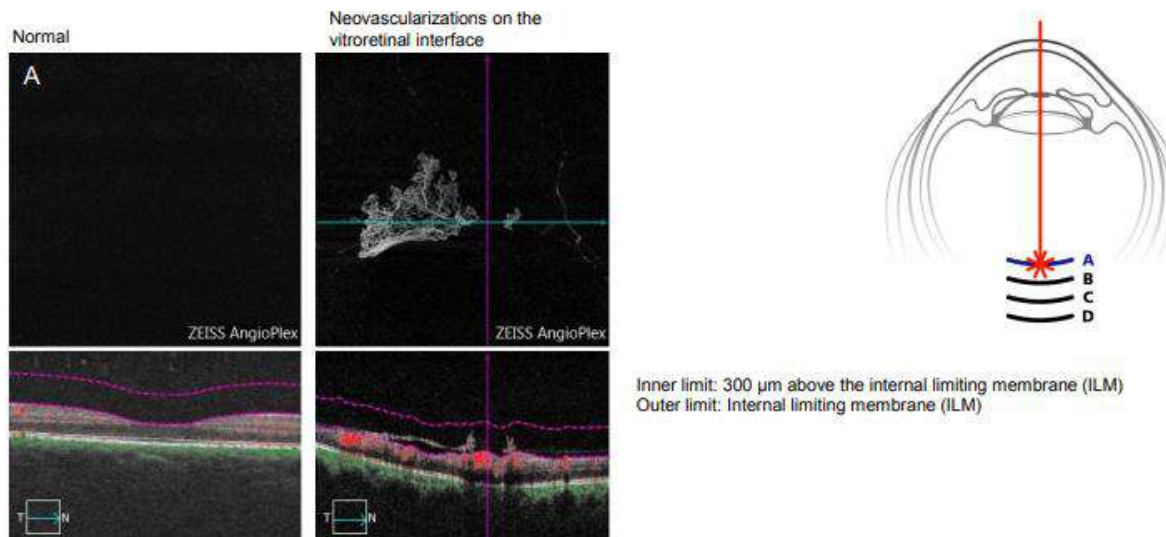 Normal
Neovascularizations on the
vitroretinal interface
A
ZEISS AngioPlex
ZEISS AngioPlex
A
B
C
D
Inner limit: 300 µm above the internal limiting membrane (ILM)
Outer limit: Internal limiting membrane (ILM)
T N
T N